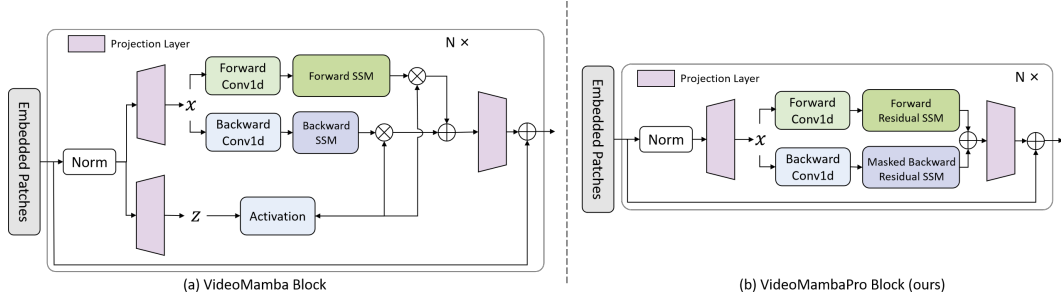 Projection Layer
N ×
Embedded Patches
Norm
x
Forward
Conv1d
Forward SSM
Backward
Conv1d
Backward
SSM
z
Activation
(a) VideoMamba Block
Projection Layer
N ×
Embedded Patches
Norm
x
Forward
Conv1d
Forward
Residual SSM
Backward
Conv1d
Masked Backward
Residual SSM
(b) VideoMambaPro Block (ours)